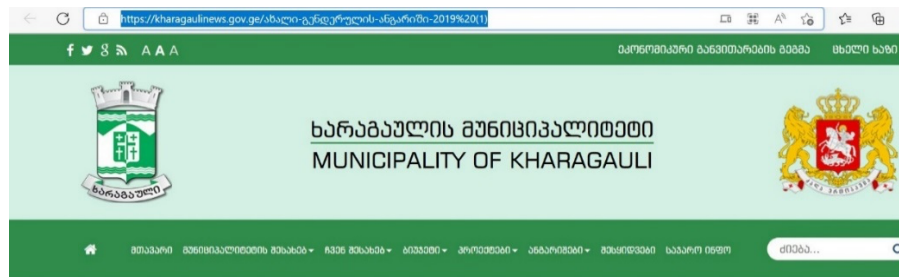 https://kharagaulinews.gov.ge/ახალი-გენდერულის-ანგარიში-2019%20(1)
A A A
ეკონომიკური განვითარების გეგმა ცხელი ხაზი
ხარაგაულის მუნიციპალიტეტი
MUNICIPALITY OF KHARAGAULI
ხარაგაული
მთავარი მუნიციპალიტეტის შესახებ ჩვენ შესახებ ბიუჯეტი პროექტები ანგარიშები შესყიდვები საჯარო ინფო ძიება...